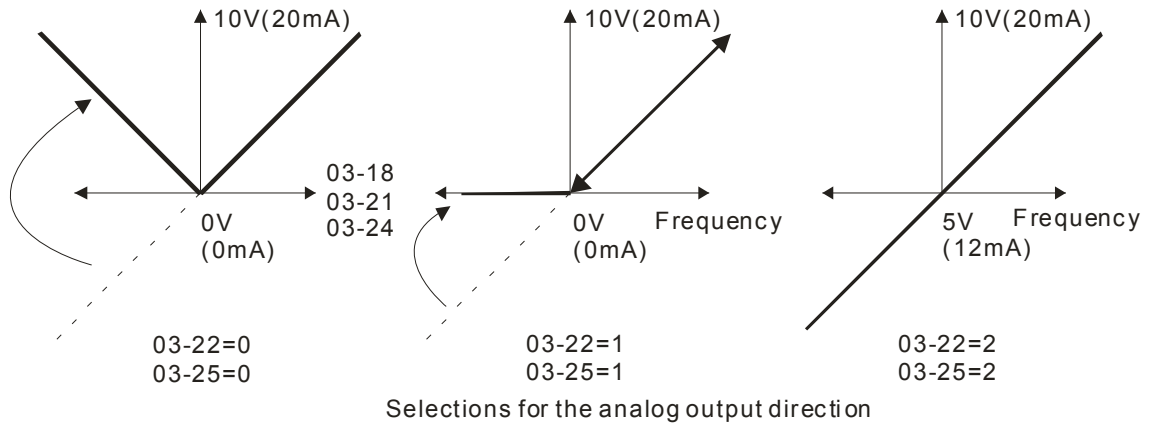 10V(20mA)
0V
(0mA)
03-18
03-21
03-24
03-22=0
03-25=0
10V(20mA)
0V
(0mA)
Frequency
03-22=1
03-25=1
10V(20mA)
5V
(12mA)
Frequency
03-22=2
03-25=2
Selections for the analog output direction